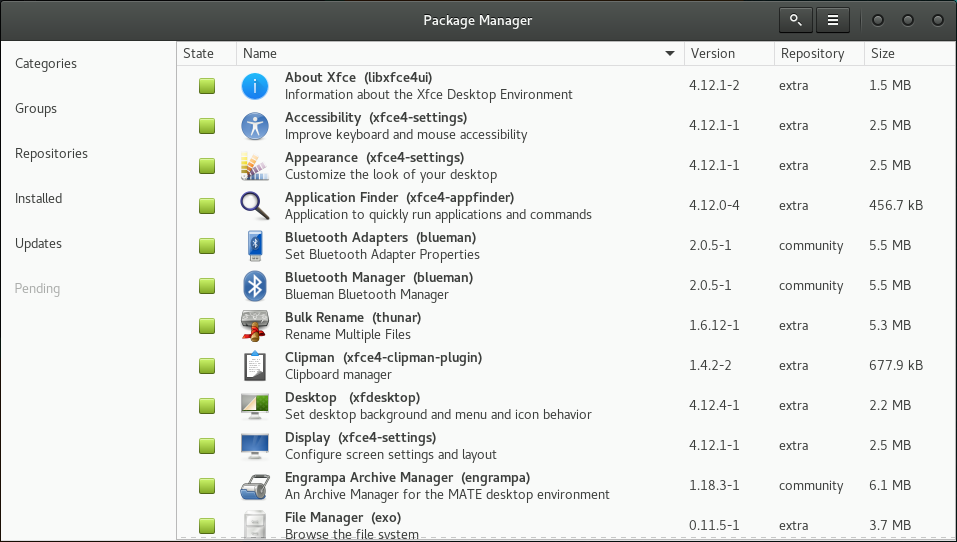 Package Manager
Categories
Groups
Repositories
Installed
Updates
Pending
State Name Version Repository Size
About Xfce (libxfce4ui)
Information about the Xfce Desktop Environment
4.12.1-2 extra 1.5 MB
Accessibility (xfce4-settings)
Improve keyboard and mouse accessibility
4.12.1-1 extra 2.5 MB
Appearance (xfce4-settings)
Customize the look of your desktop
4.12.1-1 extra 2.5 MB
Application Finder (xfce4-appfinder)
Application to quickly run applications and commands
4.12.0-4 extra 456.7 kB
Bluetooth Adapters (blueman)
Set Bluetooth Adapter Properties
2.0.5-1 community 5.5 MB
Bluetooth Manager (blueman)
Blueman Bluetooth Manager
2.0.5-1 community 5.5 MB
Bulk Rename (thunar)
Rename Multiple Files
1.6.12-1 extra 5.3 MB
Clipman (xfce4-clipman-plugin)
Clipboard manager
1.4.2-2 extra 677.9 kB
Desktop (xfdesktop)
Set desktop background and menu and icon behavior
4.12.4-1 extra 2.2 MB
Display (xfce4-settings)
Configure screen settings and layout
4.12.1-1 extra 2.5 MB
Engrampa Archive Manager (engrampa)
An Archive Manager for the MATE desktop environment
1.18.3-1 community 6.1 MB
File Manager (exo)
Browse the file system
0.11.5-1 extra 3.7 MB